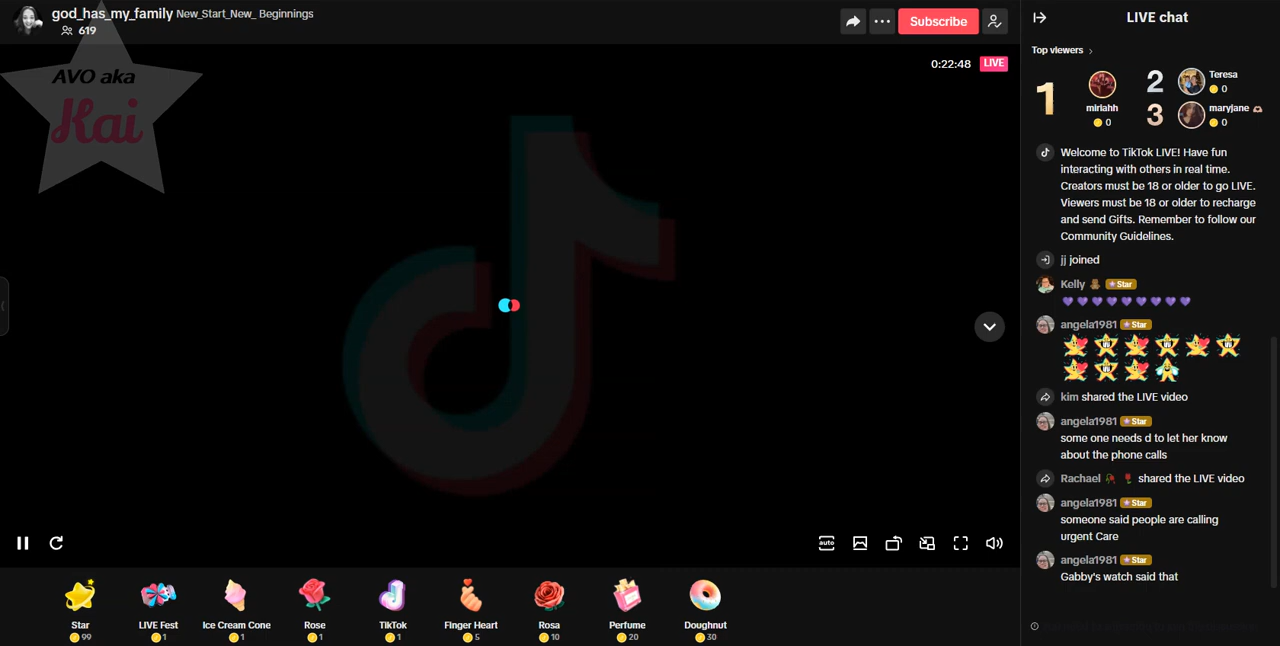 god_has_my_family New_Start_New_ Beginnings
619
Subscribe
AVO aka
Kai
0:22:48 LIVE
auto
Star
99
LIVE Fest
1
Ice Cream Cone
1
Rose
1
TikTok
1
Finger Heart
5
Rosa
10
Perfume
20
Doughnut
30
LIVE chat
Top viewers
1
miriahh
0
2
Teresa
0
3
maryjane
0
Welcome to TikTok LIVE! Have fun
interacting with others in real time.
Creators must be 18 or older to go LIVE.
Viewers must be 18 or older to recharge
and send Gifts. Remember to follow our
Community Guidelines.
jj joined
Kelly Star
angela1981 Star
kim shared the LIVE video
angela1981 Star
some one needs d to let her know
about the phone calls
Rachael shared the LIVE video
angela1981 Star
someone said people are calling
urgent Care
angela1981 Star
Gabby's watch said that